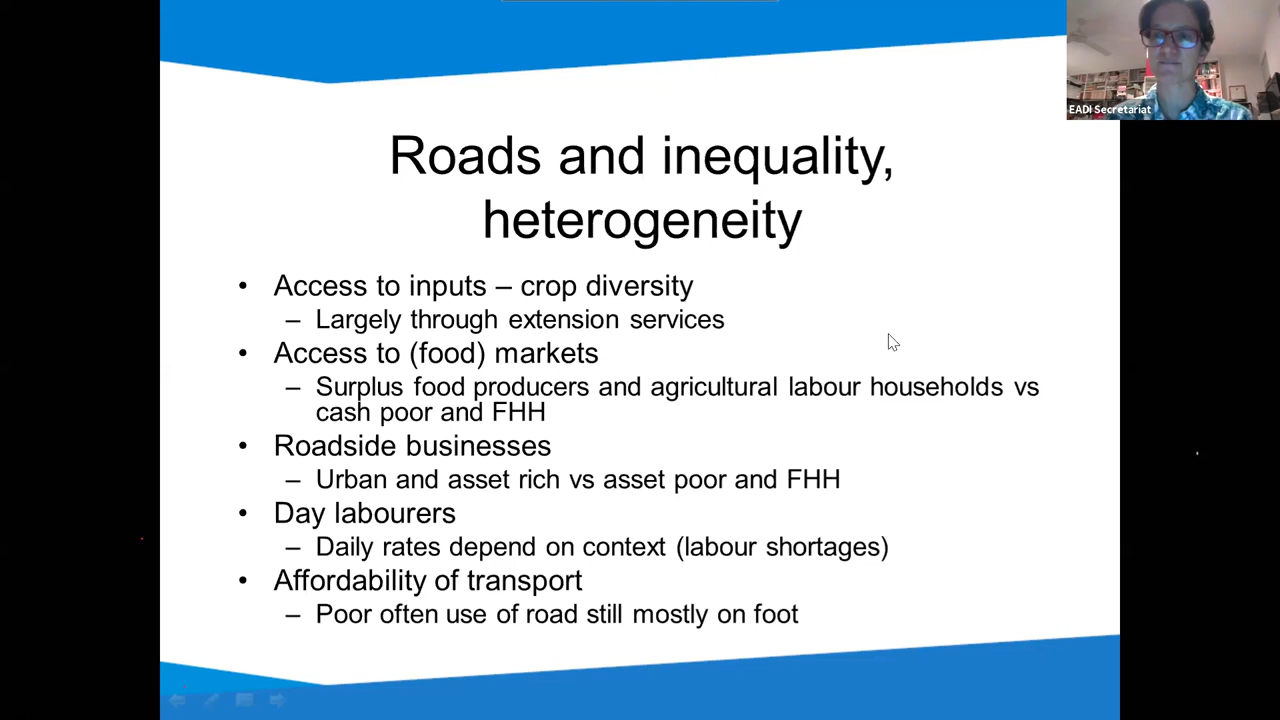 EADI Secretariat
Roads and inequality,
heterogeneity
• Access to inputs – crop diversity
– Largely through extension services
• Access to (food) markets
– Surplus food producers and agricultural labour households vs
cash poor and FHH
• Roadside businesses
– Urban and asset rich vs asset poor and FHH
• Day labourers
– Daily rates depend on context (labour shortages)
• Affordability of transport
– Poor often use of road still mostly on foot